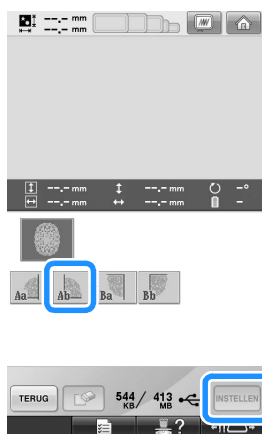 --.- mm
--.- mm
--.- mm --.- mm -°
--.- mm --.- mm -
Aa Ab Ba Bb
TERUG 544 KB / 413 MB INSTELLEN
?